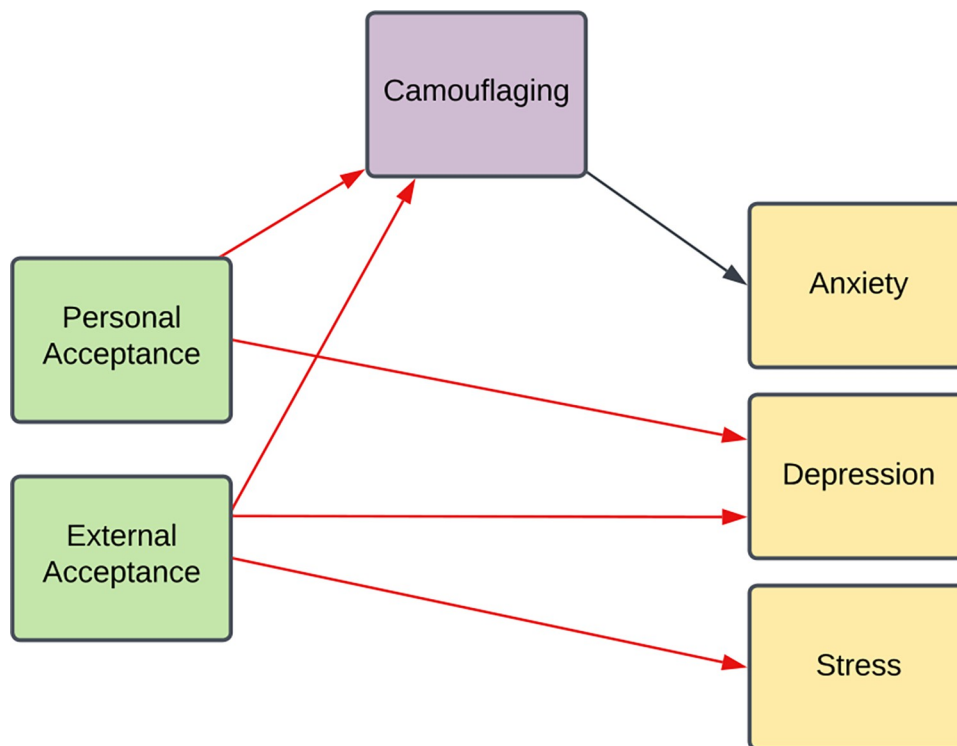 Camouflaging
Personal
Acceptance
External
Acceptance
Anxiety
Depression
Stress